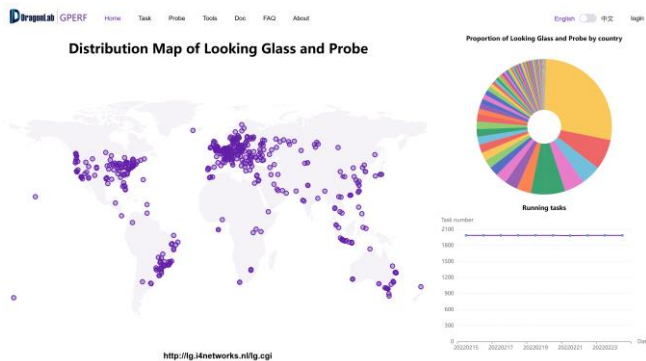 DragonLab GPERF Home Task Probe Tools Doc FAQ About English 中文 login
Distribution Map of Looking Glass and Probe
http://lg.i4networks.nl/lg.cgi
Proportion of Looking Glass and Probe by country
Running tasks
Task number
2100
1800
1500
1200
900
600
300
0
20220215 20220217 20220219 20220221 20220223